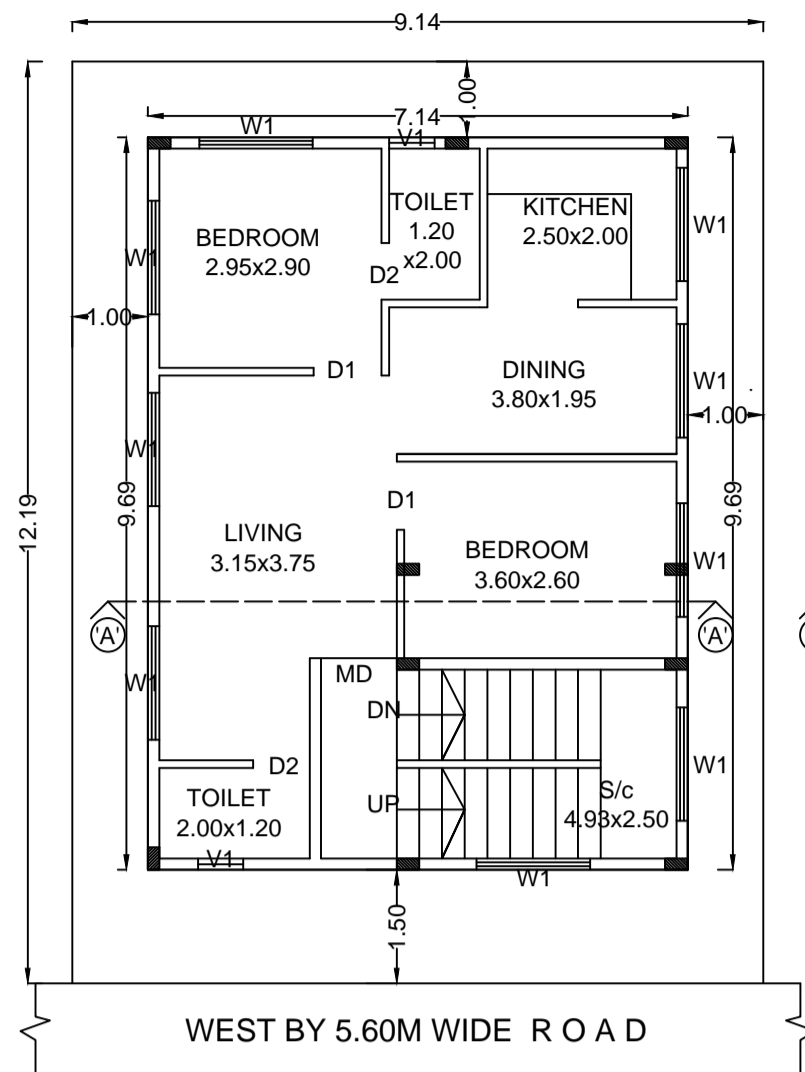 9.14
1.00
7.14
W1
V1
TOILET
1.20
x2.00
KITCHEN
2.50x2.00
W1
BEDROOM
2.95x2.90
W1
D2
1.00
D1
DINING
3.80x1.95
W1
1.00
W1
12.19
9.69
9.69
D1
LIVING
3.15x3.75
BEDROOM
3.60x2.60
W1
'A'
'A'
W1
MD
DN
W1
D2
TOILET
2.00x1.20
UP
S/c
4.93x2.50
V1
W1
1.50
WEST BY 5.60M WIDE R O A D